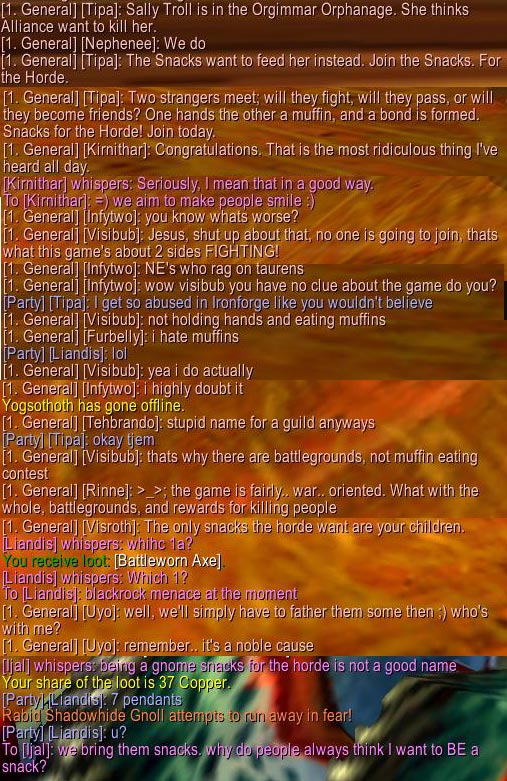 [1. General] [Tipa]: Sally Troll is in the Orgimmar Orphanage. She thinks
Alliance want to kill her.
[1. General] [Nephenee]: We do
[1. General] [Tipa]: The Snacks want to feed her instead. Join the Snacks. For
the Horde.
[1. General] [Tipa]: Two strangers meet; will they fight, will they pass, or will
they become friends? One hands the other a muffin, and a bond is formed.
Snacks for the Horde! Join today.
[1. General] [Kirnithar]: Congratulations. That is the most ridiculous thing I've
heard all day.
[Kirnithar] whispers: Seriously, I mean that in a good way.
To [Kirnithar]: =) we aim to make people smile :)
[1. General] [Infytwo]: you know whats worse?
[1. General] [Visibub]: Jesus, shut up about that, no one is going to join, thats
what this game's about 2 sides FIGHTING!
[1. General] [Infytwo]: NE's who rag on taurens
[1. General] [Infytwo]: wow visibub you have no clue about the game do you?
[Party] [Tipa]: I get so abused in Ironforge like you wouldn't believe
[1. General] [Visibub]: not holding hands and eating muffins
[1. General] [Furbelly]: i hate muffins
[Party] [Liandis]: lol
[1. General] [Visibub]: yea i do actually
[1. General] [Infytwo]: i highly doubt it
Yogsothoth has gone offline.
[1. General] [Tehbrando]: stupid name for a guild anyways
[Party] [Tipa]: okay tjem
[1. General] [Visibub]: thats why there are battlegrounds, not muffin eating
contest
[1. General] [Rinne]: >_>; the game is fairly.. war.. oriented. What with the
whole, battlegrounds, and rewards for killing people
[1. General] [Visroth]: The only snacks the horde want are your children.
[Liandis] whispers: whihc 1a?
You receive loot: [Battleworn Axe].
[Liandis] whispers: Which 1?
To [Liandis]: blackrock menace at the moment
[1. General] [Uyo]: well, we'll simply have to father them some then ;) who's
with me?
[1. General] [Uyo]: remember.. it's a noble cause
[Ijal] whispers: being a gnome snacks for the horde is not a good name
Your share of the loot is 37 Copper.
[Party] [Liandis]: 7 pendants
Rabid Shadowhide Gnoll attempts to run away in fear!
[Party] [Liandis]: u?
To [Ijal]: we bring them snacks. why do people always think I want to BE a
snack?